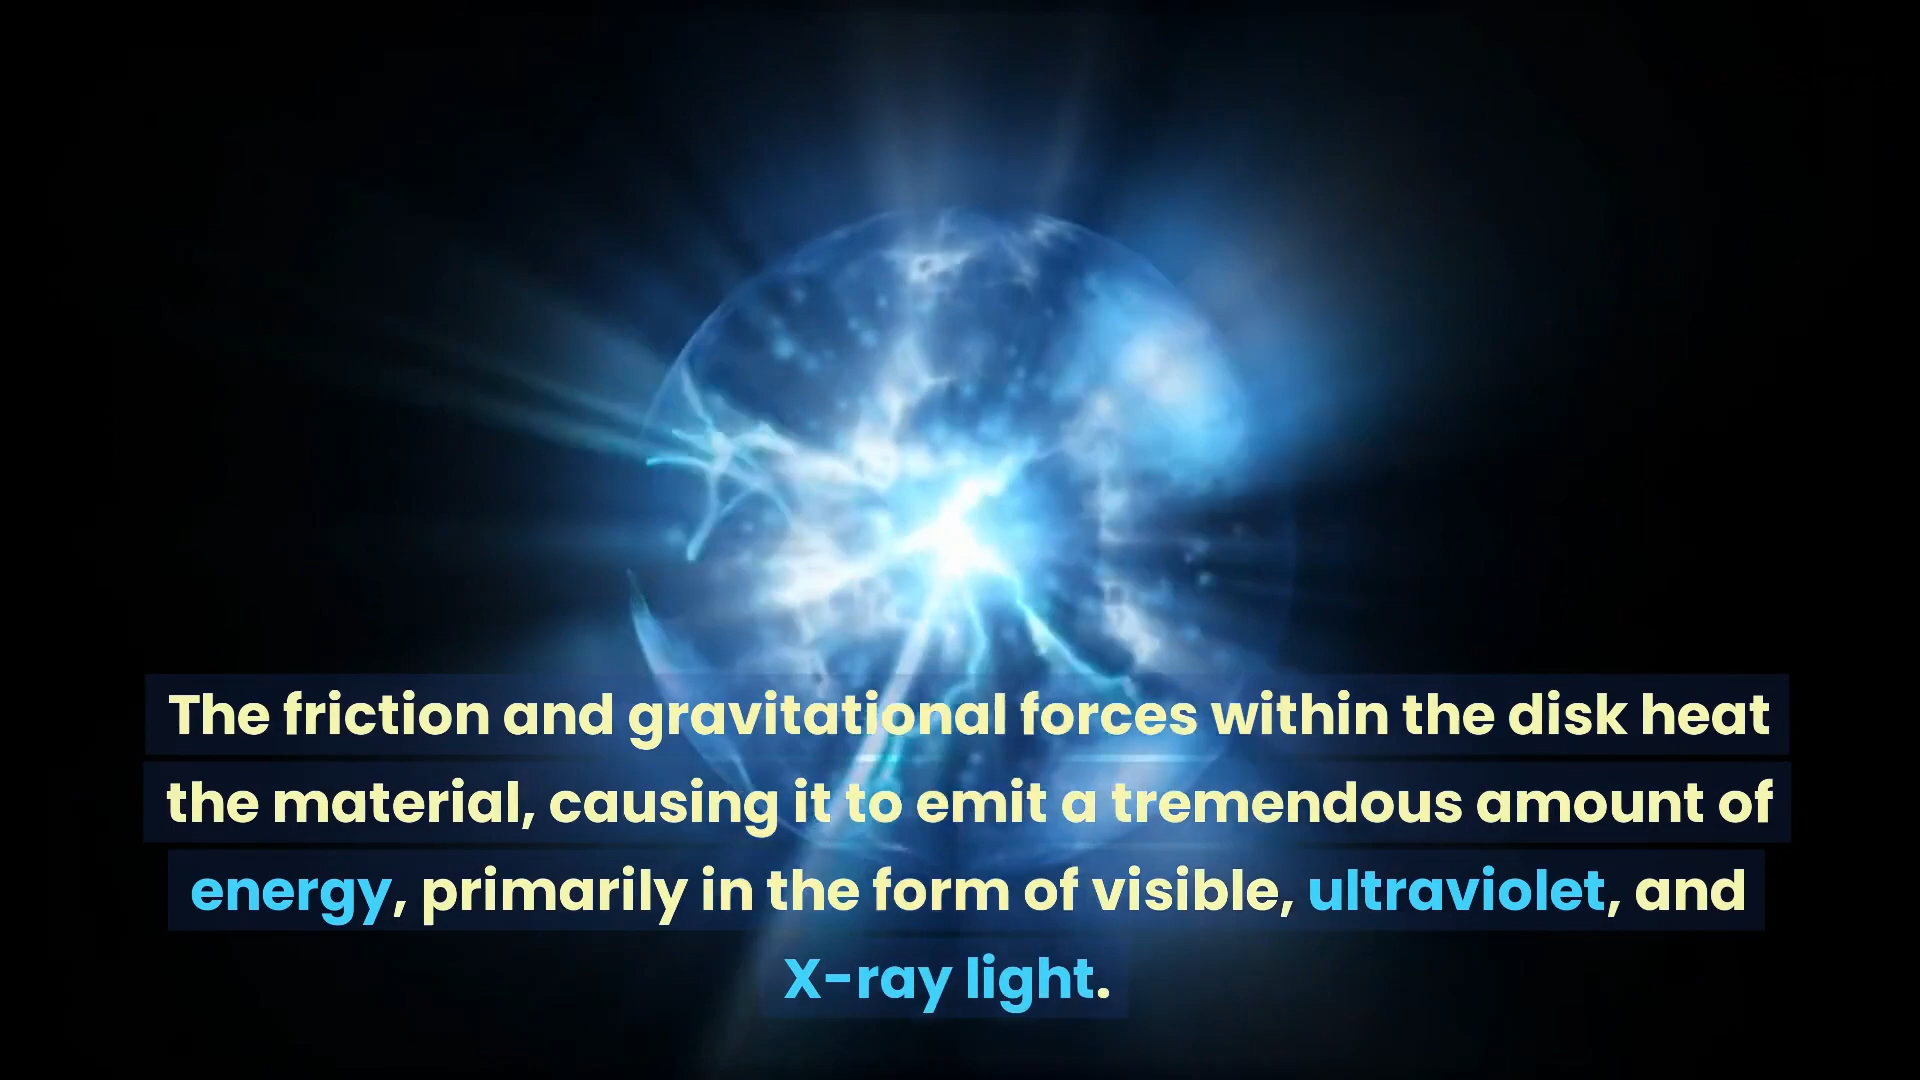 The friction and gravitational forces within the disk heat
the material, causing it to emit a tremendous amount of
energy, primarily in the form of visible, ultraviolet, and
X-ray light.